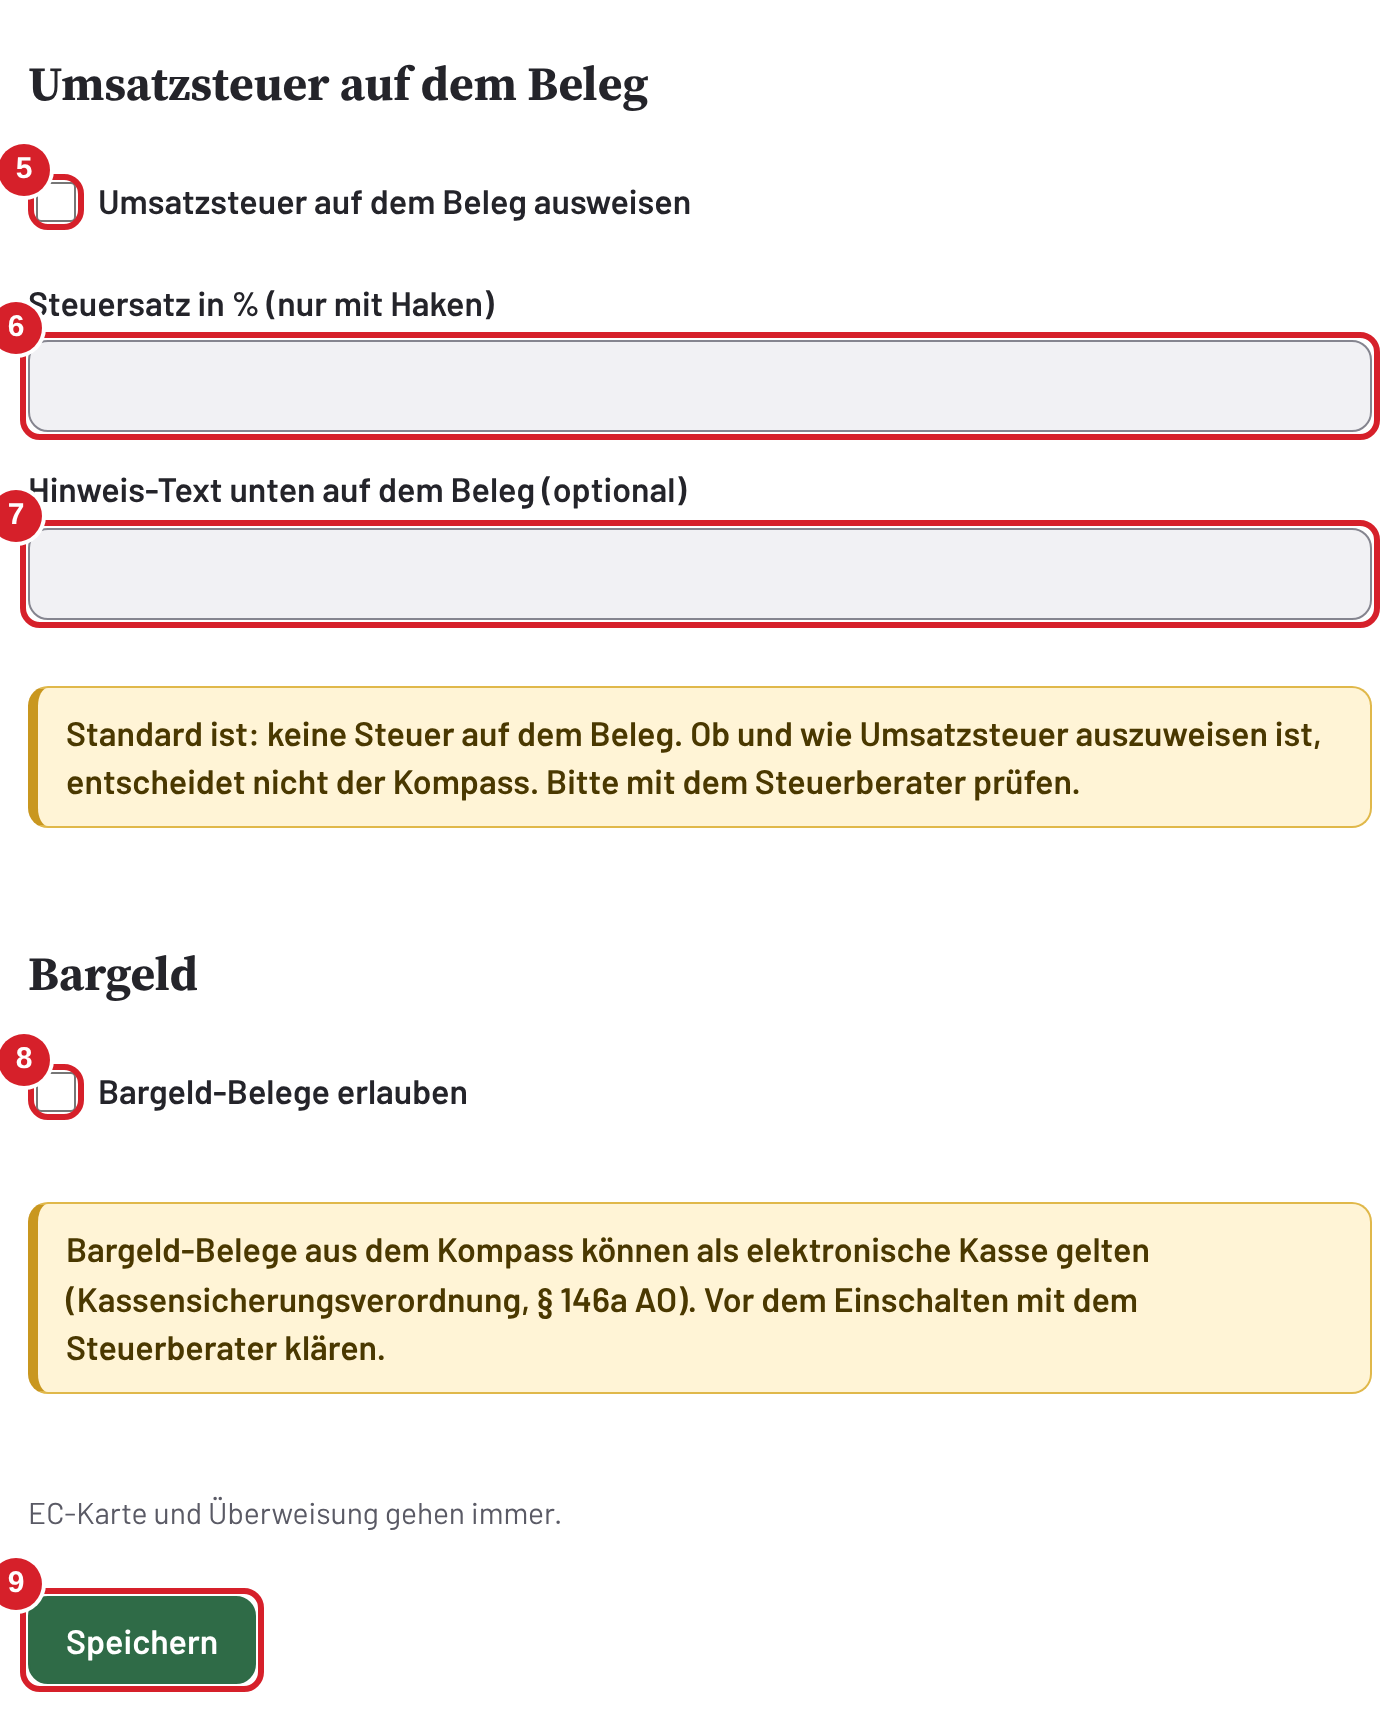 Umsatzsteuer auf dem Beleg
5
Umsatzsteuer auf dem Beleg ausweisen
Steuersatz in % (nur mit Haken)
6
Hinweis-Text unten auf dem Beleg (optional)
7
Standard ist: keine Steuer auf dem Beleg. Ob und wie Umsatzsteuer auszuweisen ist,
entscheidet nicht der Kompass. Bitte mit dem Steuerberater prüfen.
Bargeld
8
Bargeld-Belege erlauben
Bargeld-Belege aus dem Kompass können als elektronische Kasse gelten
(Kassensicherungsverordnung, § 146a AO). Vor dem Einschalten mit dem
Steuerberater klären.
EC-Karte und Überweisung gehen immer.
9
Speichern